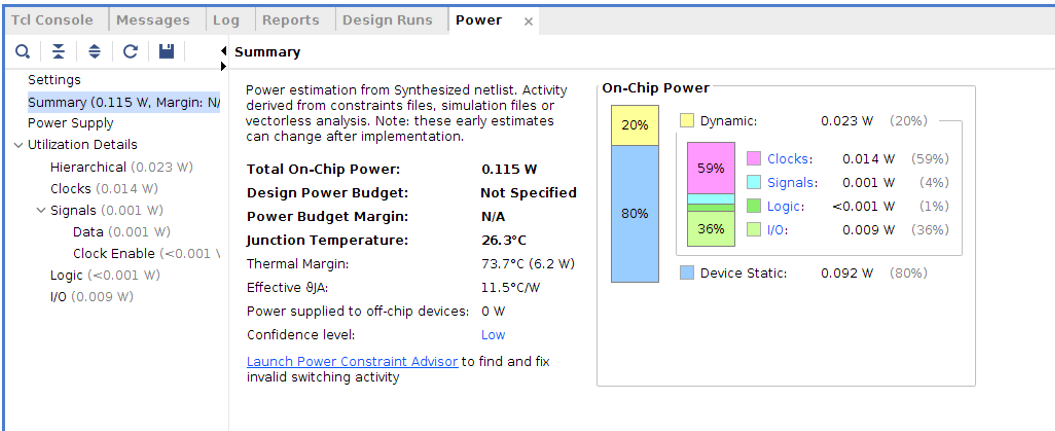 Tcl Console Messages Log Reports Design Runs Power ×
Summary
Settings
Summary (0.115 W, Margin: N/
Power Supply
Utilization Details
Hierarchical (0.023 W)
Clocks (0.014 W)
Signals (0.001 W)
Data (0.001 W)
Clock Enable (<0.001 \
Logic (<0.001 W)
I/O (0.009 W)
Power estimation from Synthesized netlist. Activity
derived from constraints files, simulation files or
vectorless analysis. Note: these early estimates
can change after implementation.
Total On-Chip Power: 0.115 W
Design Power Budget: Not Specified
Power Budget Margin: N/A
Junction Temperature: 26.3°C
Thermal Margin: 73.7°C (6.2 W)
Effective ϑJA: 11.5°C/W
Power supplied to off-chip devices: 0 W
Confidence level: Low
Launch Power Constraint Advisor to find and fix
invalid switching activity
On-Chip Power
20%
80%
Dynamic: 0.023 W (20%)
59%
36%
Clocks: 0.014 W (59%)
Signals: 0.001 W (4%)
Logic: <0.001 W (1%)
I/O: 0.009 W (36%)
Device Static: 0.092 W (80%)